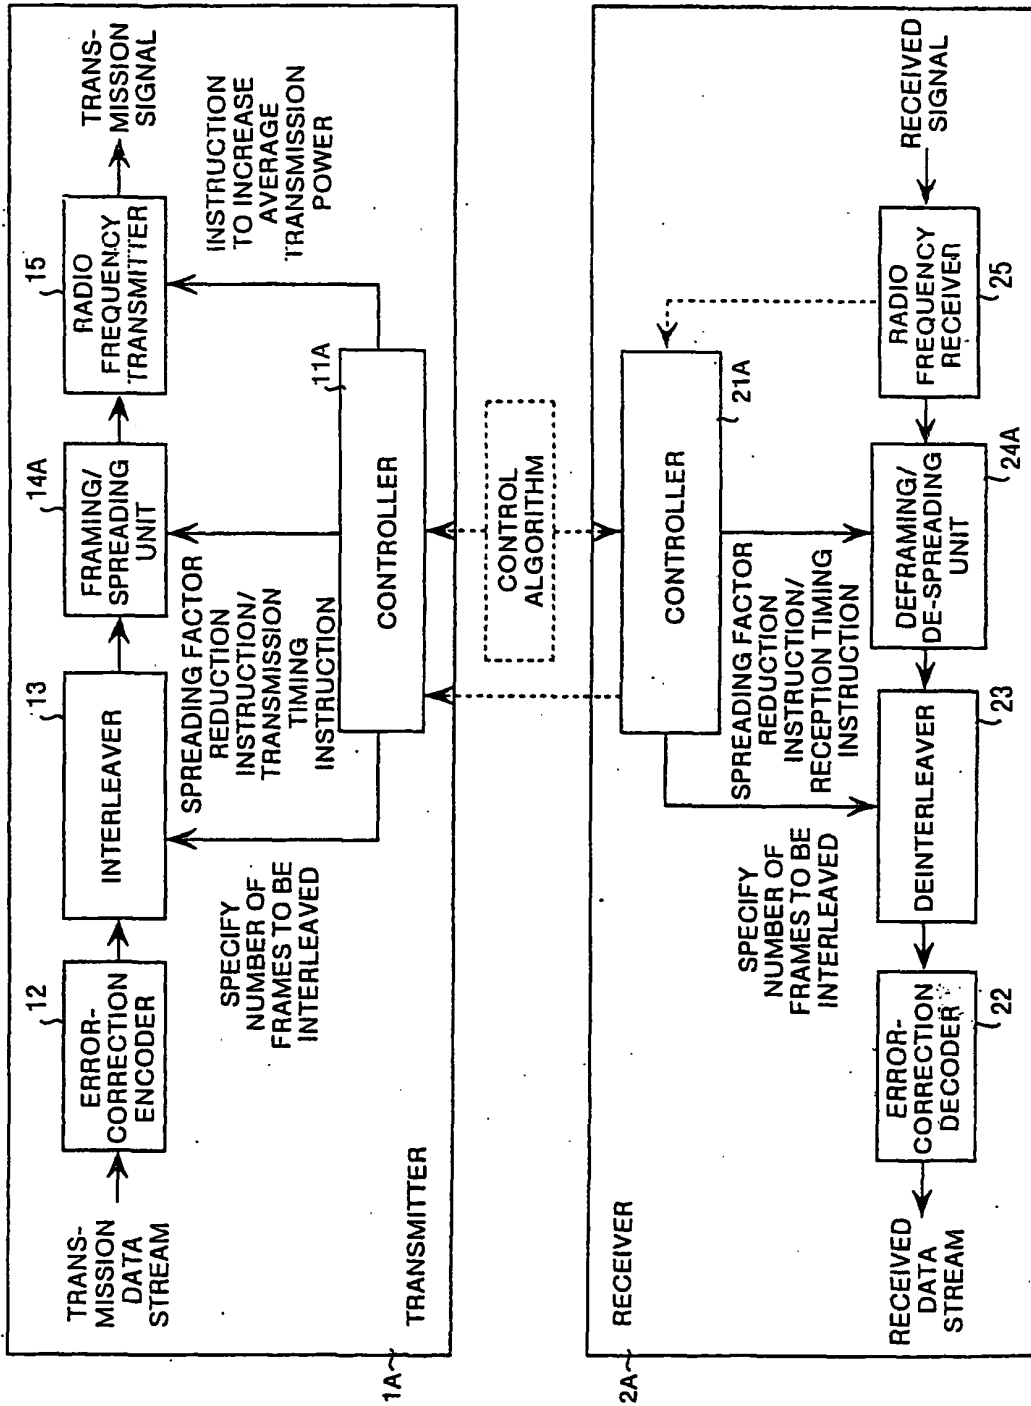 TRANS-
MISSION
DATA
STREAM
12
ERROR-
CORRECTION
ENCODER
13
INTERLEAVER
14A
FRAMING/
SPREADING
UNIT
15
RADIO
FREQUENCY
TRANSMITTER
TRANS-
MISSION
SIGNAL
SPECIFY
NUMBER OF
FRAMES TO BE
INTERLEAVED
SPREADING FACTOR
REDUCTION
INSTRUCTION/
TRANSMISSION
TIMING
INSTRUCTION
INSTRUCTION
TO INCREASE
AVERAGE
TRANSMISSION
POWER
11A
CONTROLLER
TRANSMITTER
1A
CONTROL
ALGORITHM
2A
RECEIVER
CONTROLLER
21A
SPECIFY
NUMBER OF
FRAMES TO BE
INTERLEAVED
SPREADING FACTOR
REDUCTION
INSTRUCTION/
RECEPTION TIMING
INSTRUCTION
RECEIVED
SIGNAL
RECEIVED
DATA
STREAM
ERROR-
CORRECTION
DECODER
22
DEINTERLEAVER
23
DEFRAMING/
DE-SPREADING
UNIT
24A
RADIO
FREQUENCY
RECEIVER
25